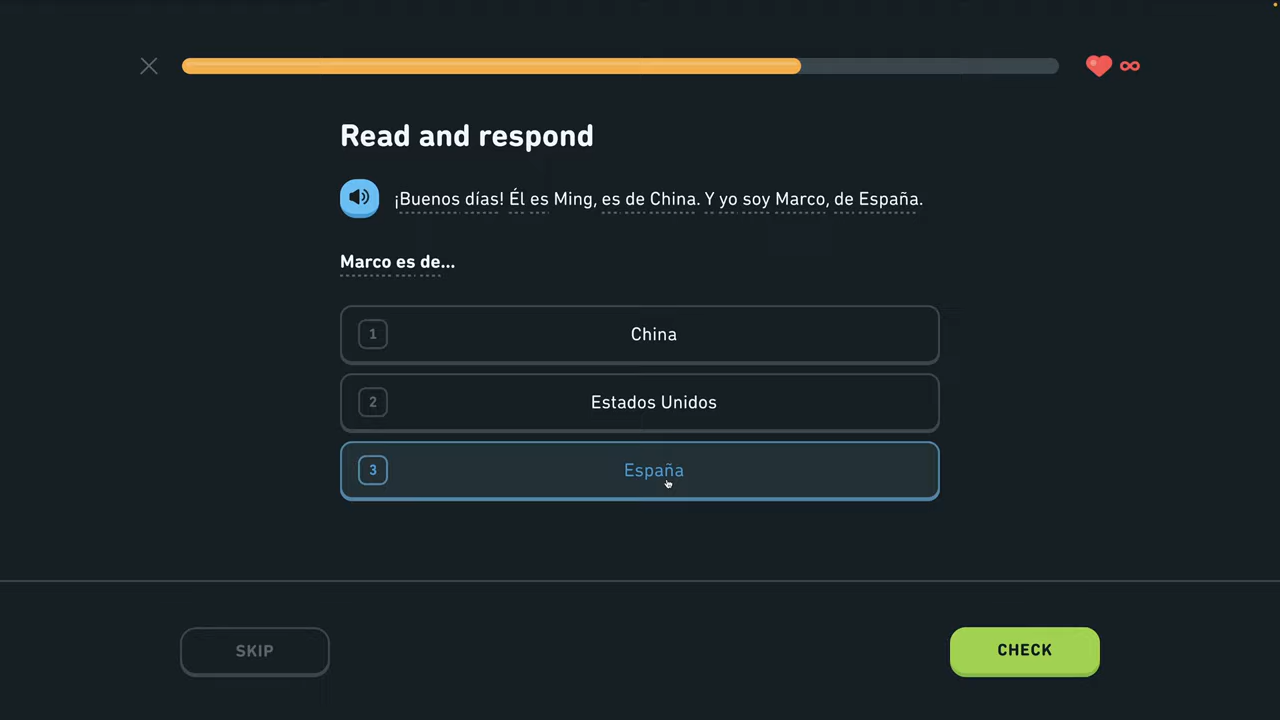 ∞
Read and respond
¡Buenos días! Él es Ming, es de China. Y yo soy Marco, de España.
Marco es de...
1 China
2 Estados Unidos
3 España
SKIP
CHECK